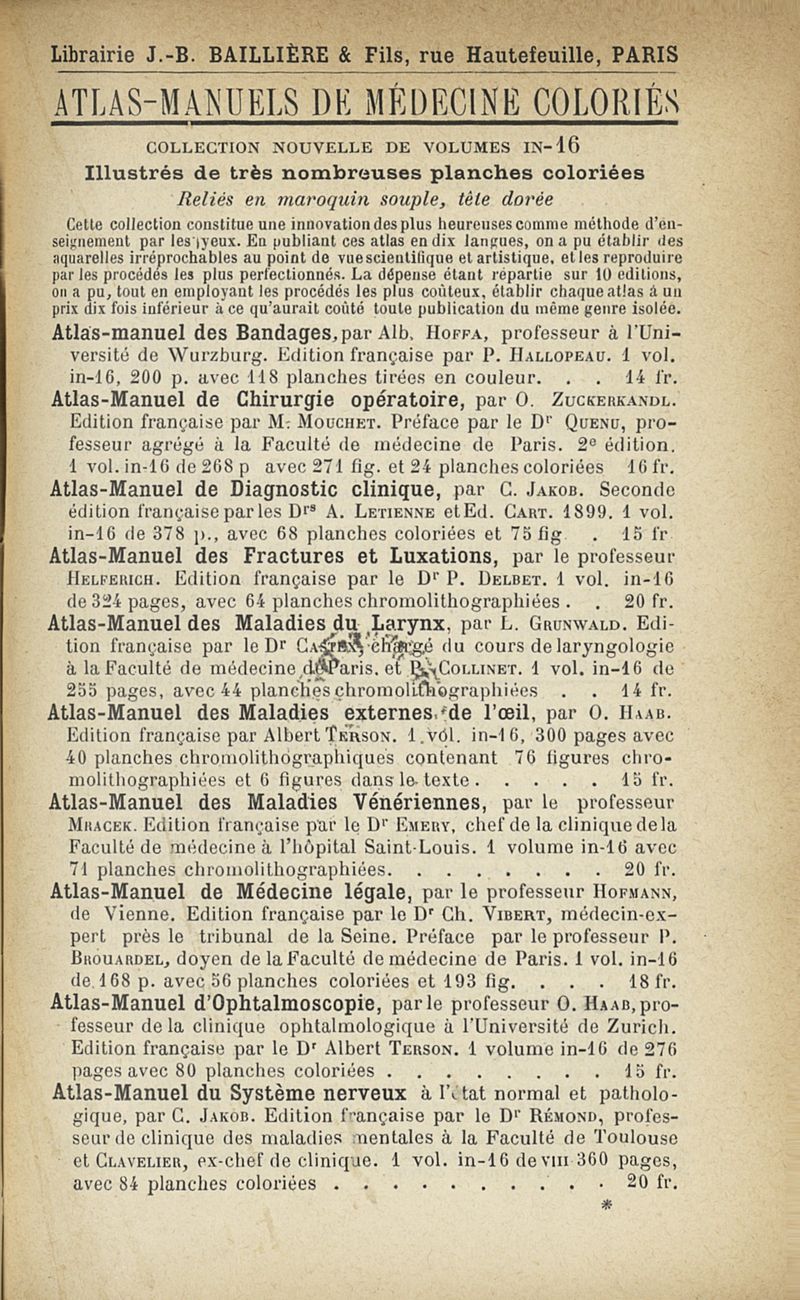 Librairie J.-B. BAILLIÈRE & Fils, rue Hautefeuille, PARIS
ATLAS-MANUELS DE MÉDECINE COLORIÉS
COLLECTION NOUVELLE DE VOLUMES IN-16
Illustrés de très nombreuses planches coloriées
Reliés en maroquin souple, tête dorée
Cette collection constitue une innovation des plus heureuses comme méthode d'en-
seignement par les yeux. En publiant ces atlas en dix langues, on a pu établir des
aquarelles irréprochables au point de vue scientifique et artistique, et les reproduire
par les procédés les plus perfectionnés. La dépense étant répartie sur 10 editions,
on a pu, tout en employant les procédés les plus coûteux, établir chaque atlas à un
prix dix fois inférieur à ce qu'aurait coûté toute publication du même genre isolée.
Atlas-manuel des Bandages, par Alb. HOFFA, professeur à l'Uni-
versité de Wurzburg. Edition française par P. HALLOPEAU. 1 vol.
in-16, 200 p. avec 118 planches tirées en couleur. . . 14 fr.
Atlas-Manuel de Chirurgie opératoire, par O. ZUCKERKANDL.
Edition française par M. MOUCHET. Préface par le Dr QUENU, pro-
fesseur agrégé à la Faculté de médecine de Paris. 2e édition.
1 vol. in-16 de 268 p avec 271 fig. et 24 planches coloriées 16 fr.
Atlas-Manuel de Diagnostic clinique, par C. JAKOB. Seconde
édition française par les Drs A. LETIENNE et Ed. CART. 1899. 1 vol.
in-16 de 378 p., avec 68 planches coloriées et 75 fig . 15 fr
Atlas-Manuel des Fractures et Luxations, par le professeur
HELFERICH. Edition française par le Dr P. DELBET. 1 vol. in-16
de 324 pages, avec 64 planches chromolithographiées . . 20 fr.
Atlas-Manuel des Maladies du Larynx, par L. GRUNWALD. Edi-
tion française par le Dr chargé du cours de laryngologie
à la Faculté de médecine de Paris. et COLLINET. 1 vol. in-16 de
255 pages, avec 44 planches chromolithographiées . . 14 fr.
Atlas-Manuel des Maladies externes de l'œil, par O. HAAB.
Edition française par Albert TERSON. 1 vol. in-16, 300 pages avec
40 planches chromolithographiques contenant 76 figures chro-
molithographiées et 6 figures dans le texte . . . . . 15 fr.
Atlas-Manuel des Maladies Vénériennes, par le professeur
MRACEK. Edition française par le Dr EMERY, chef de la clinique de la
Faculté de médecine à l'hôpital Saint-Louis. 1 volume in-16 avec
71 planches chromolithographiées. . . . . . . . 20 fr.
Atlas-Manuel de Médecine légale, par le professeur HOFMANN,
de Vienne. Edition française par le Dr Ch. VIBERT, médecin-ex-
pert près le tribunal de la Seine. Préface par le professeur P.
BROUARDEL, doyen de la Faculté de médecine de Paris. 1 vol. in-16
de 168 p. avec 56 planches coloriées et 193 fig. . . . 18 fr.
Atlas-Manuel d'Ophtalmoscopie, par le professeur O. HAAB, pro-
fesseur de la clinique ophtalmologique à l'Université de Zurich.
Edition française par le Dr Albert TERSON. 1 volume in-16 de 276
pages avec 80 planches coloriées . . . . . . . . 15 fr.
Atlas-Manuel du Système nerveux à l'état normal et patholo-
gique, par C. JAKOB. Edition française par le Dr RÉMOND, profes-
seur de clinique des maladies mentales à la Faculté de Toulouse
et CLAVELIER, ex-chef de clinique. 1 vol. in-16 de VIII 360 pages,
avec 84 planches coloriées . . . . . . . . . . 20 fr.
*